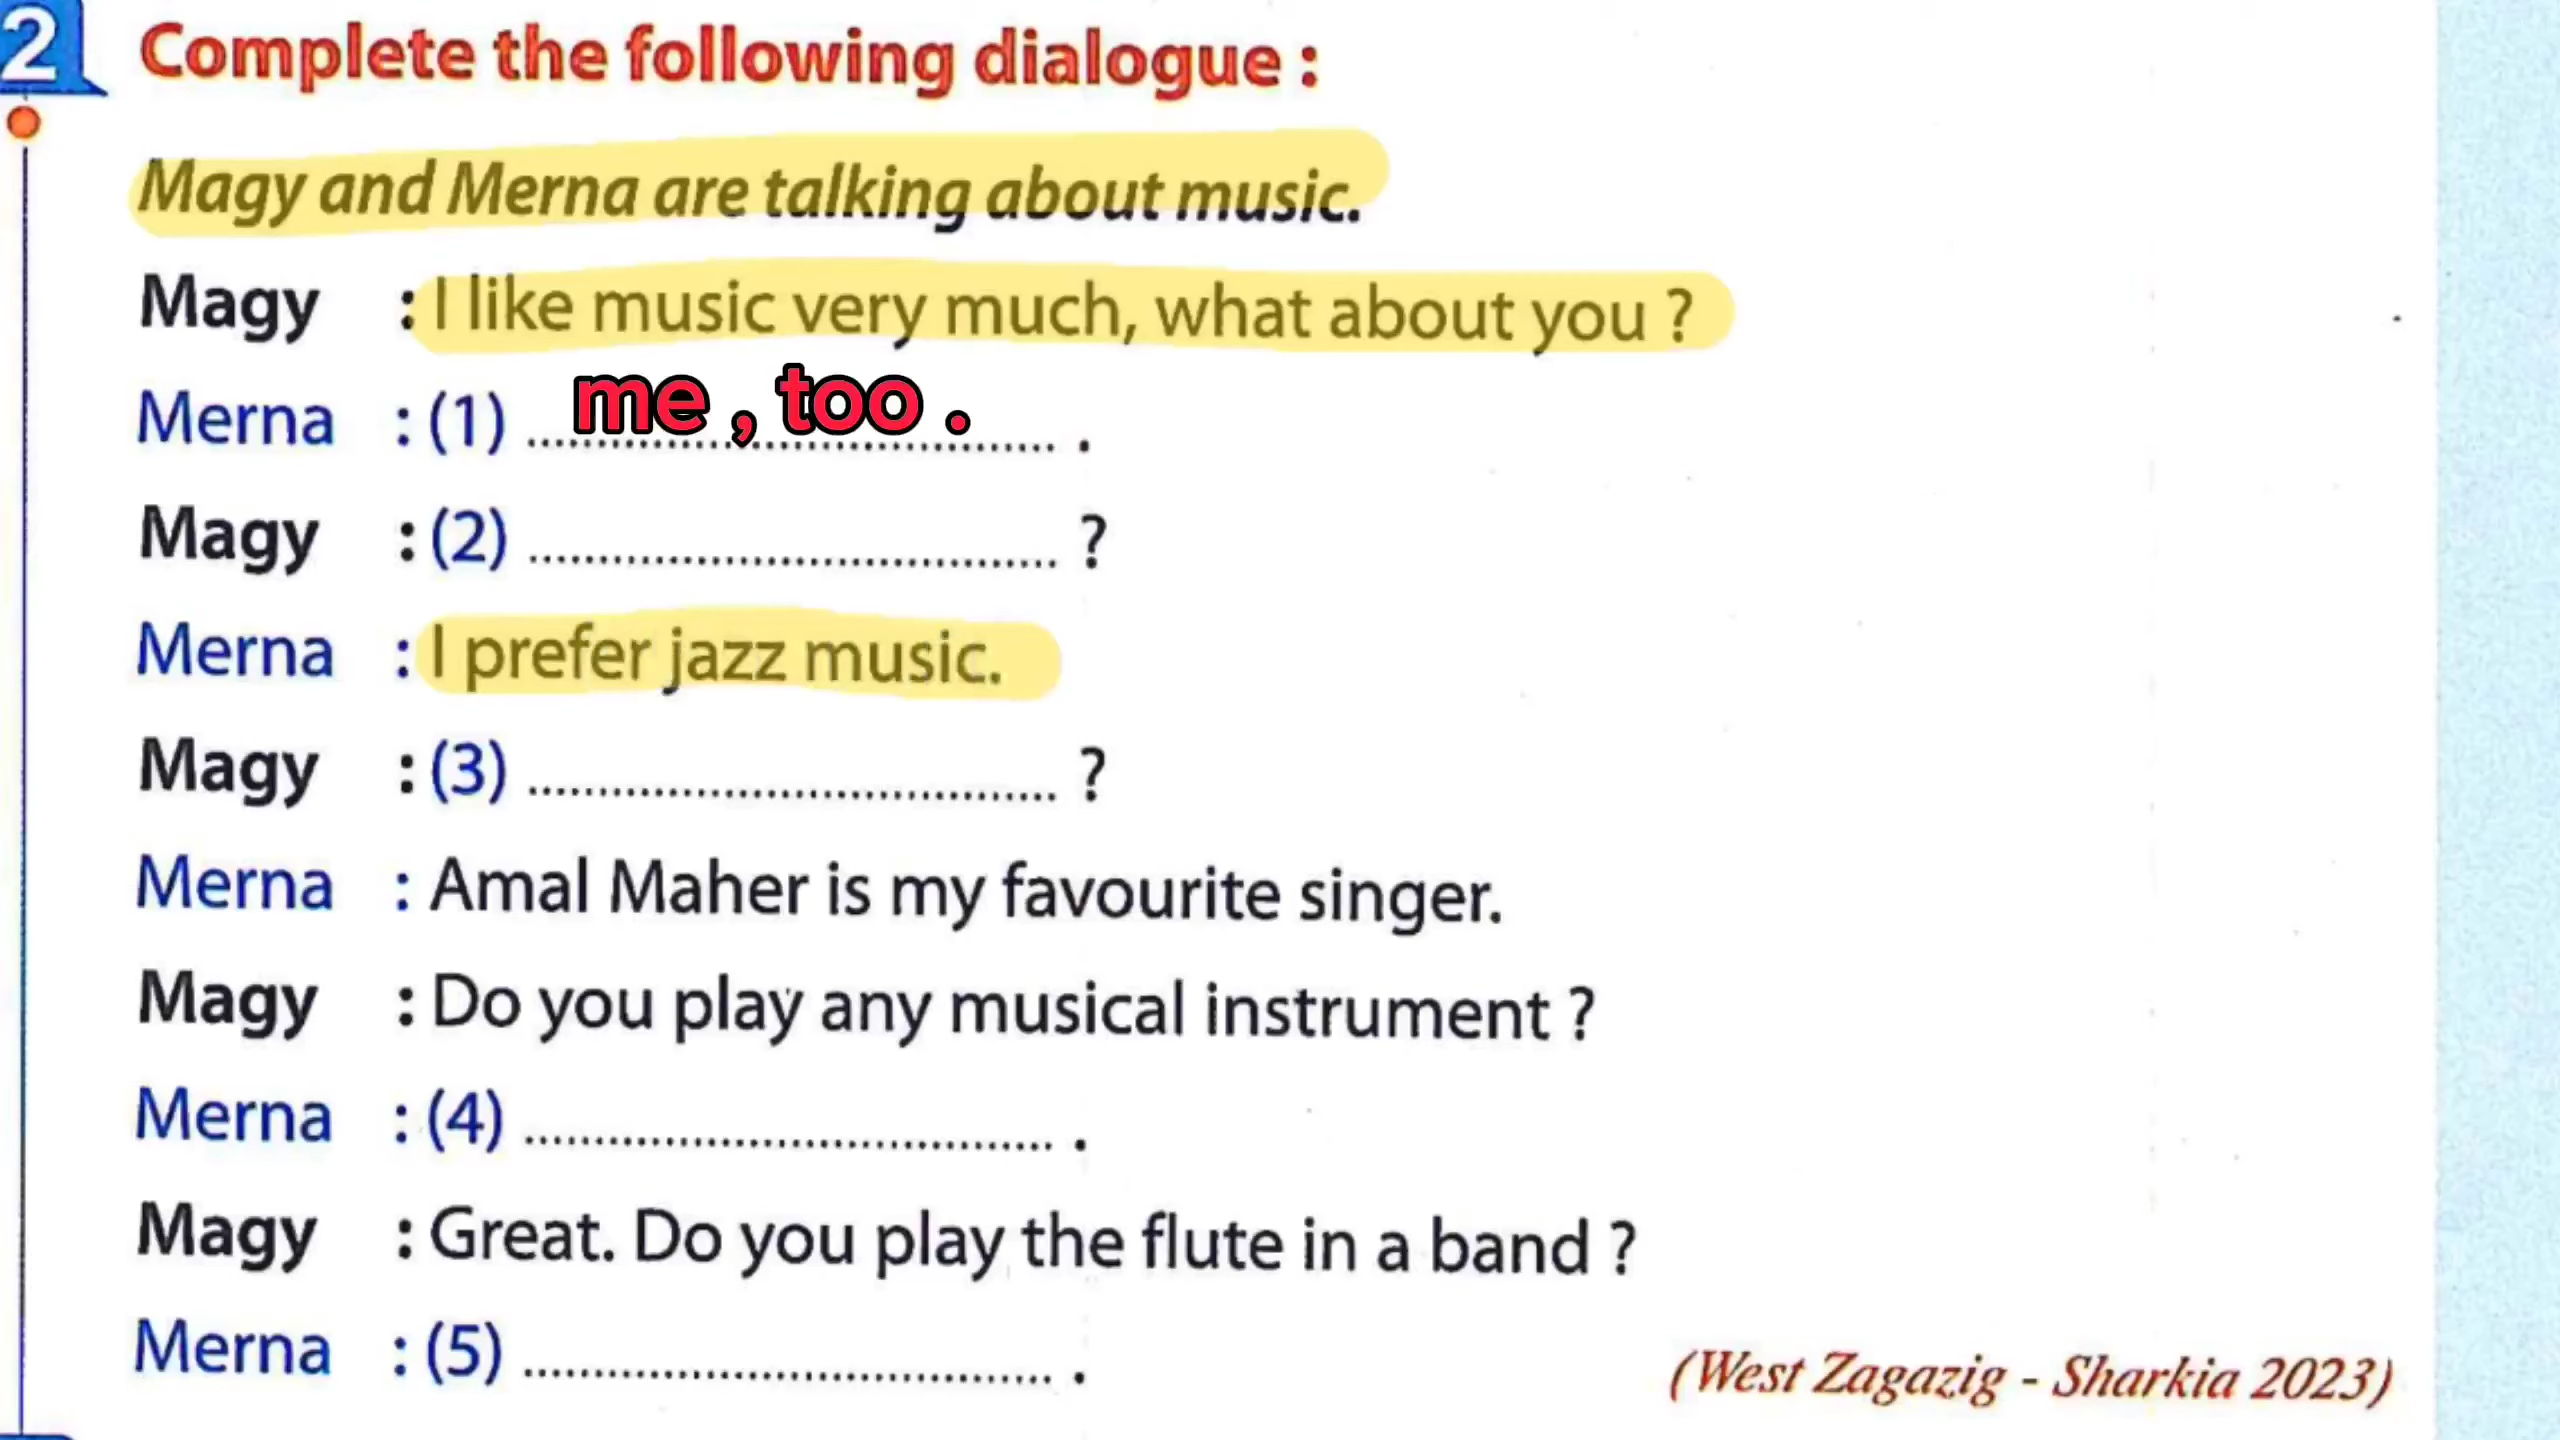 2 Complete the following dialogue :
Magy and Merna are talking about music.
Magy : I like music very much, what about you ?
Merna : (1) me , too . .
Magy : (2) ........................................ ?
Merna : I prefer jazz music.
Magy : (3) ........................................ ?
Merna : Amal Maher is my favourite singer.
Magy : Do you play any musical instrument ?
Merna : (4) ........................................ .
Magy : Great. Do you play the flute in a band ?
Merna : (5) ........................................ .
(West Zagazig - Sharkia 2023)